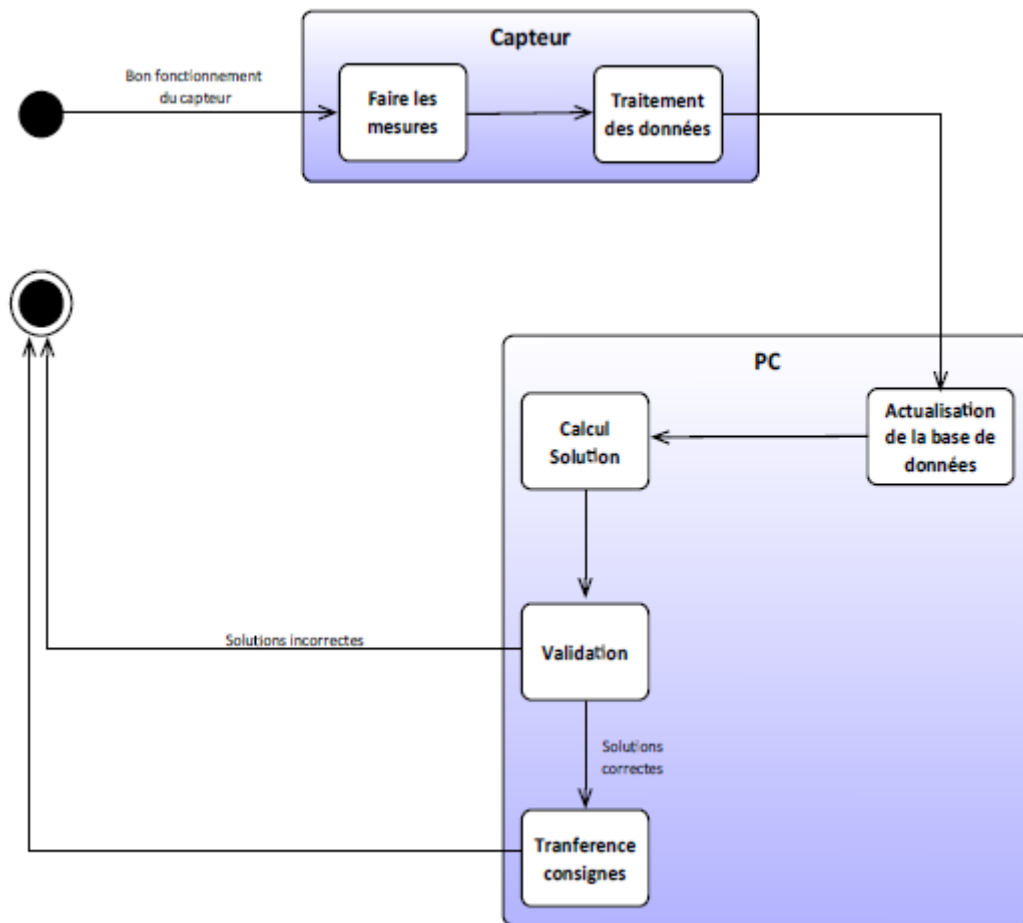 Capteur
Bon fonctionnement
du capteur
Faire les
mesures
Traitement
des données
PC
Calcul
Solution
Actualisation
de la base de
données
Solutions incorrectes
Validation
Solutions
correctes
Tranference
consignes